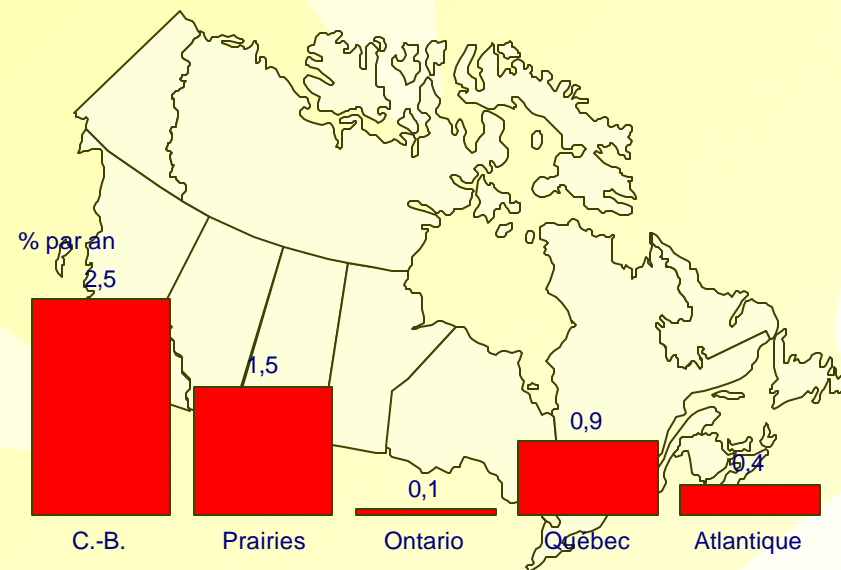 % par an
2,5
1,5
0,1
0,9
0,4
C.-B.
Prairies
Ontario
Québec
Atlantique